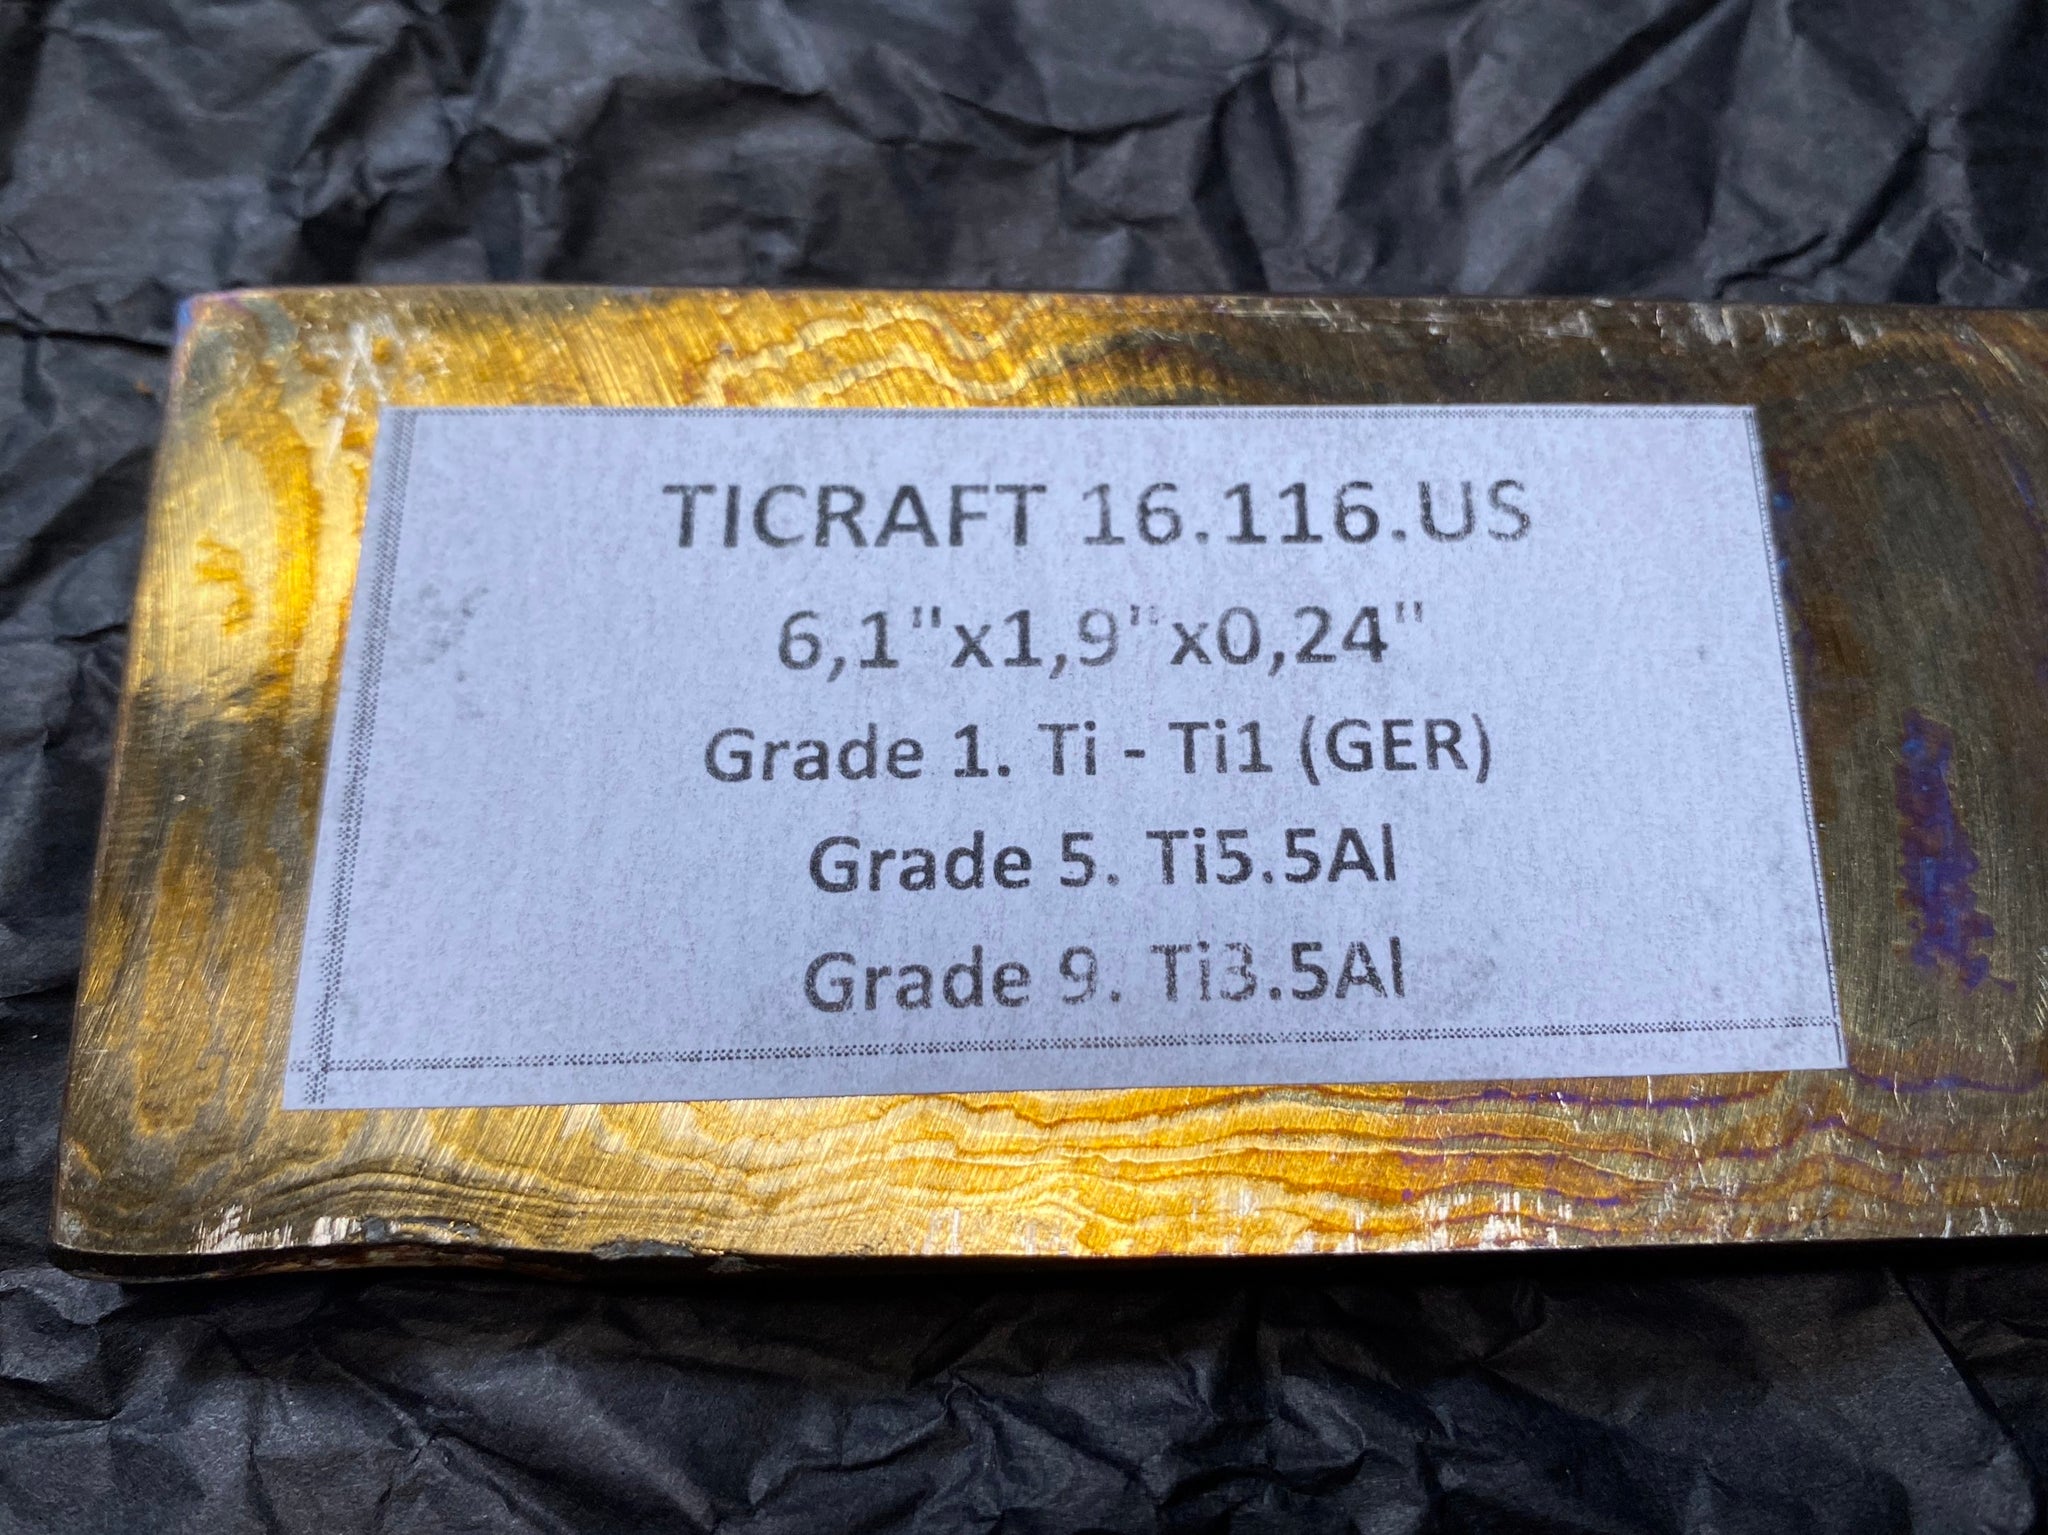 TICRAFT 16.116.US
6,1"x1,9"x0,24"
Grade 1. Ti - Ti1 (GER)
Grade 5. Ti5.5Al
Grade 9. Ti3.5Al